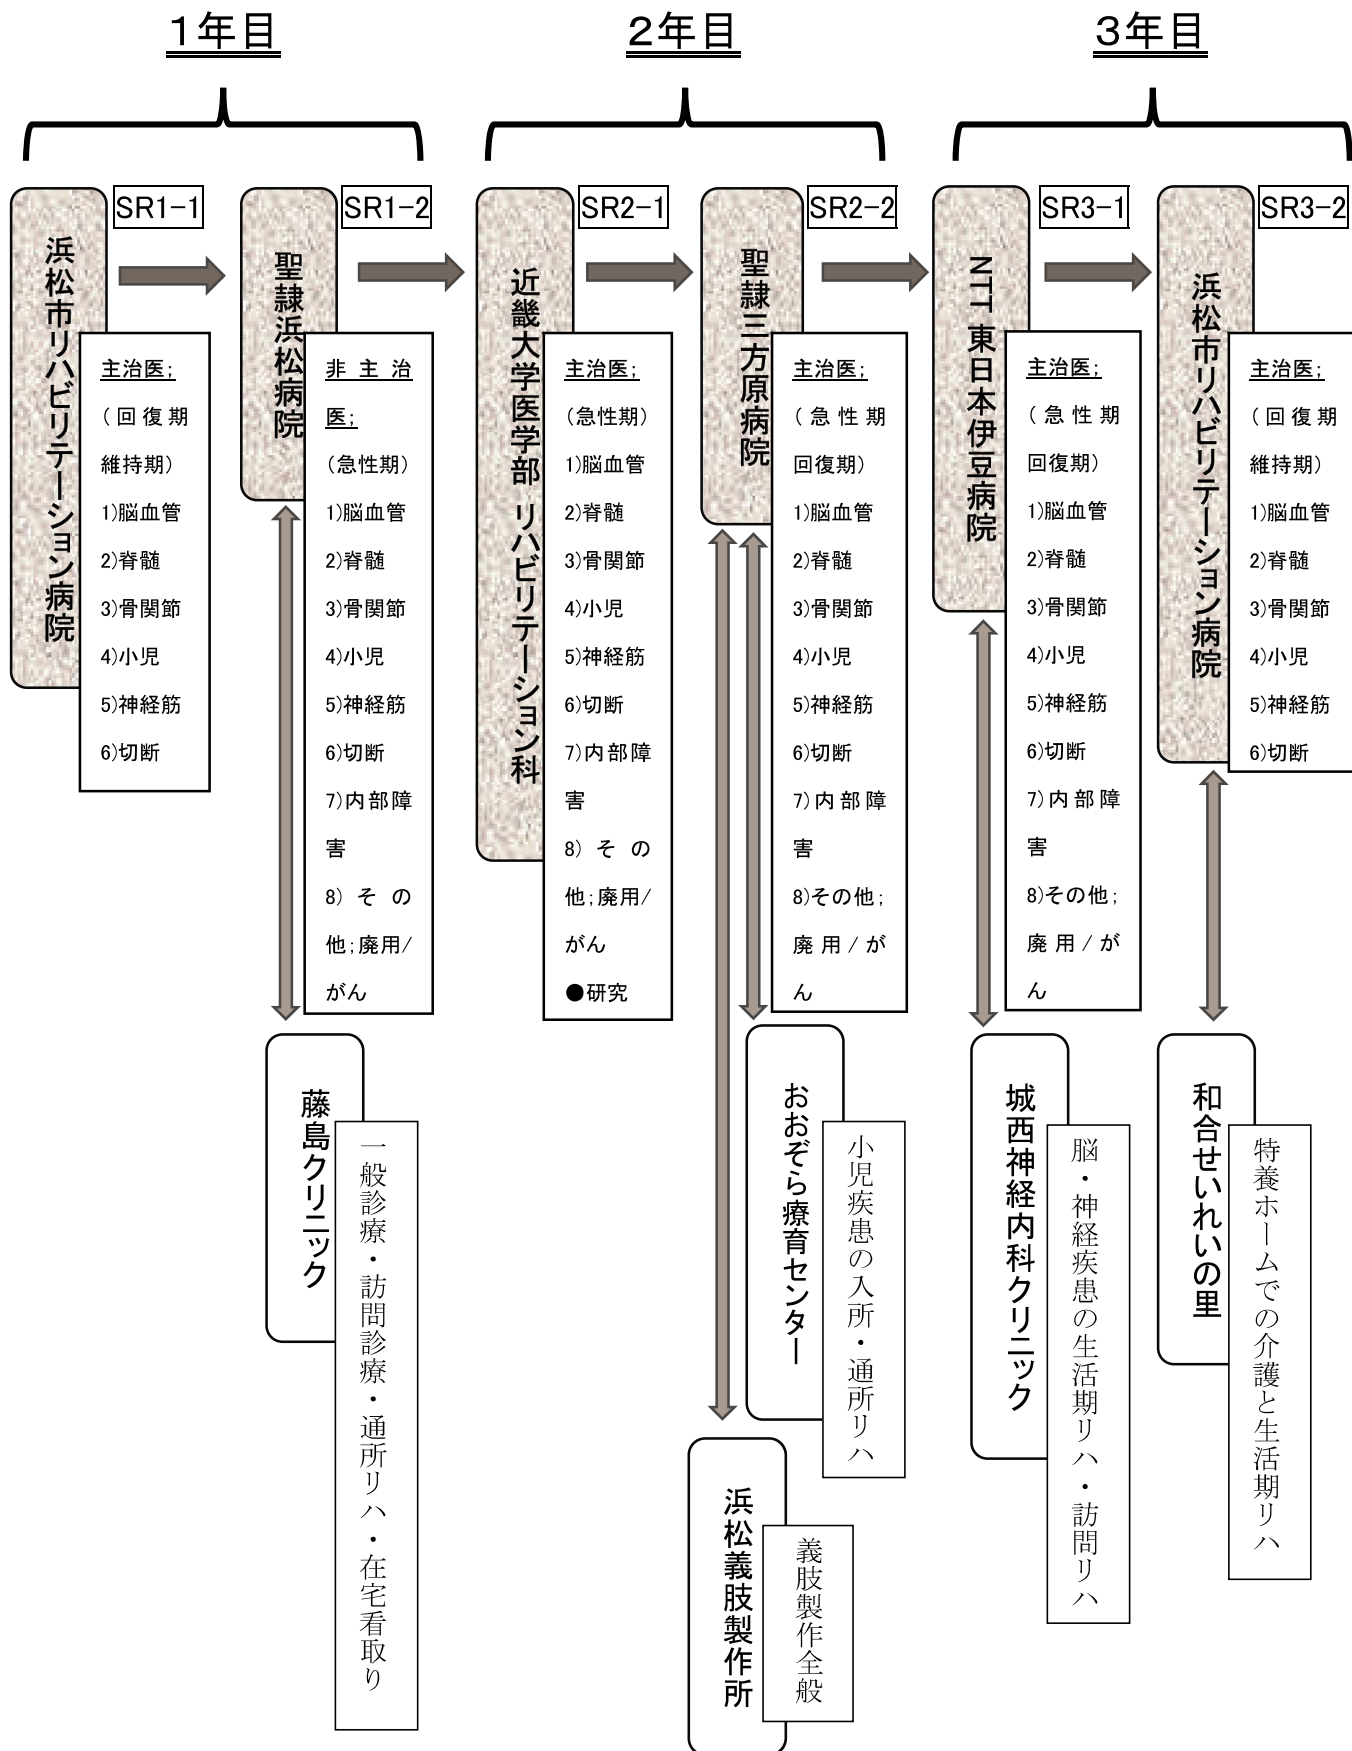 1年目
2年目
3年目
浜松市リハビリテーション病院
SR1-1
主治医;
(回復期
維持期)
1)脳血管
2)脊髄
3)骨関節
4)小児
5)神経筋
6)切断
聖隷浜松病院
SR1-2
非主治
医;
(急性期)
1)脳血管
2)脊髄
3)骨関節
4)小児
5)神経筋
6)切断
7)内部障
害
8)その
他;廃用/
がん
近畿大学医学部 リハビリテーション科
SR2-1
主治医;
(急性期)
1)脳血管
2)脊髄
3)骨関節
4)小児
5)神経筋
6)切断
7)内部障
害
8)その
他;廃用/
がん
●研究
聖隷三方原病院
SR2-2
主治医;
(急性期
回復期)
1)脳血管
2)脊髄
3)骨関節
4)小児
5)神経筋
6)切断
7)内部障
害
8)その他;
廃用/が
ん
NTT 東日本伊豆病院
SR3-1
主治医;
(急性期
回復期)
1)脳血管
2)脊髄
3)骨関節
4)小児
5)神経筋
6)切断
7)内部障
害
8)その他;
廃用/が
ん
浜松市リハビリテーション病院
SR3-2
主治医;
(回復期
維持期)
1)脳血管
2)脊髄
3)骨関節
4)小児
5)神経筋
6)切断
藤島クリニック
一般診療・訪問診療・通所リハ・在宅看取り
おおぞら療育センター
小児疾患の入所・通所リハ
浜松義肢製作所
義肢製作全般
城西神経内科クリニック
脳・神経疾患の生活期リハ・訪問リハ
和合せいれいの里
特養ホームでの介護と生活期リハ